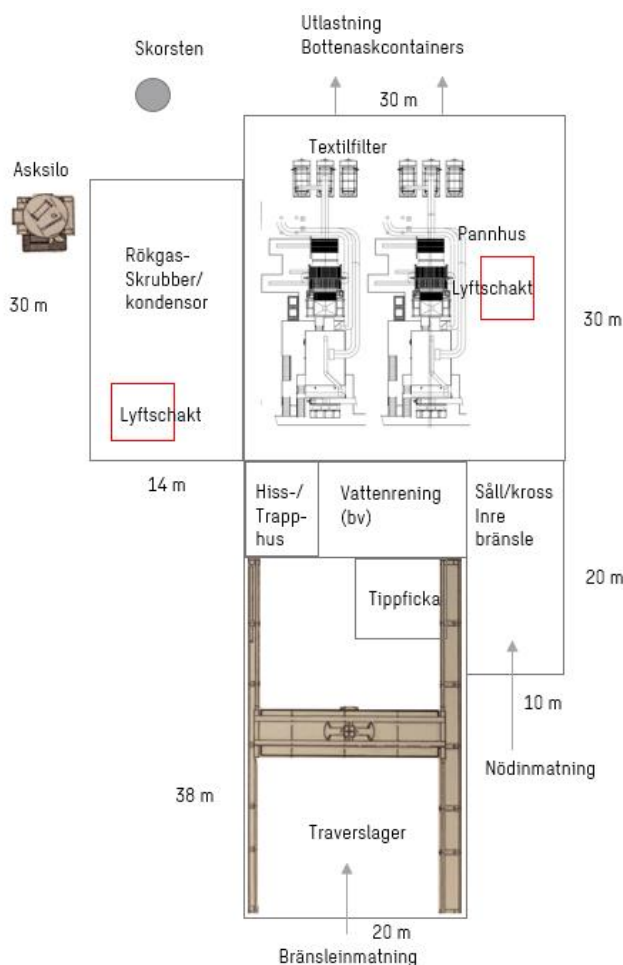 Utlastning
Bottenaskcontainers
Skorsten
30 m
Textilfilter
Asksilo
Pannhus
Rökgas-
Skrubber/
kondensor
Lyftschakt
30 m
30 m
Lyftschakt
14 m
Hiss-/
Trapp-
hus
Vattenrening
(bv)
Såll/kross
Inre
bränsle
20 m
Tippficka
10 m
Nödinmatning
38 m
Traverslager
20 m
Bränsleinmatning